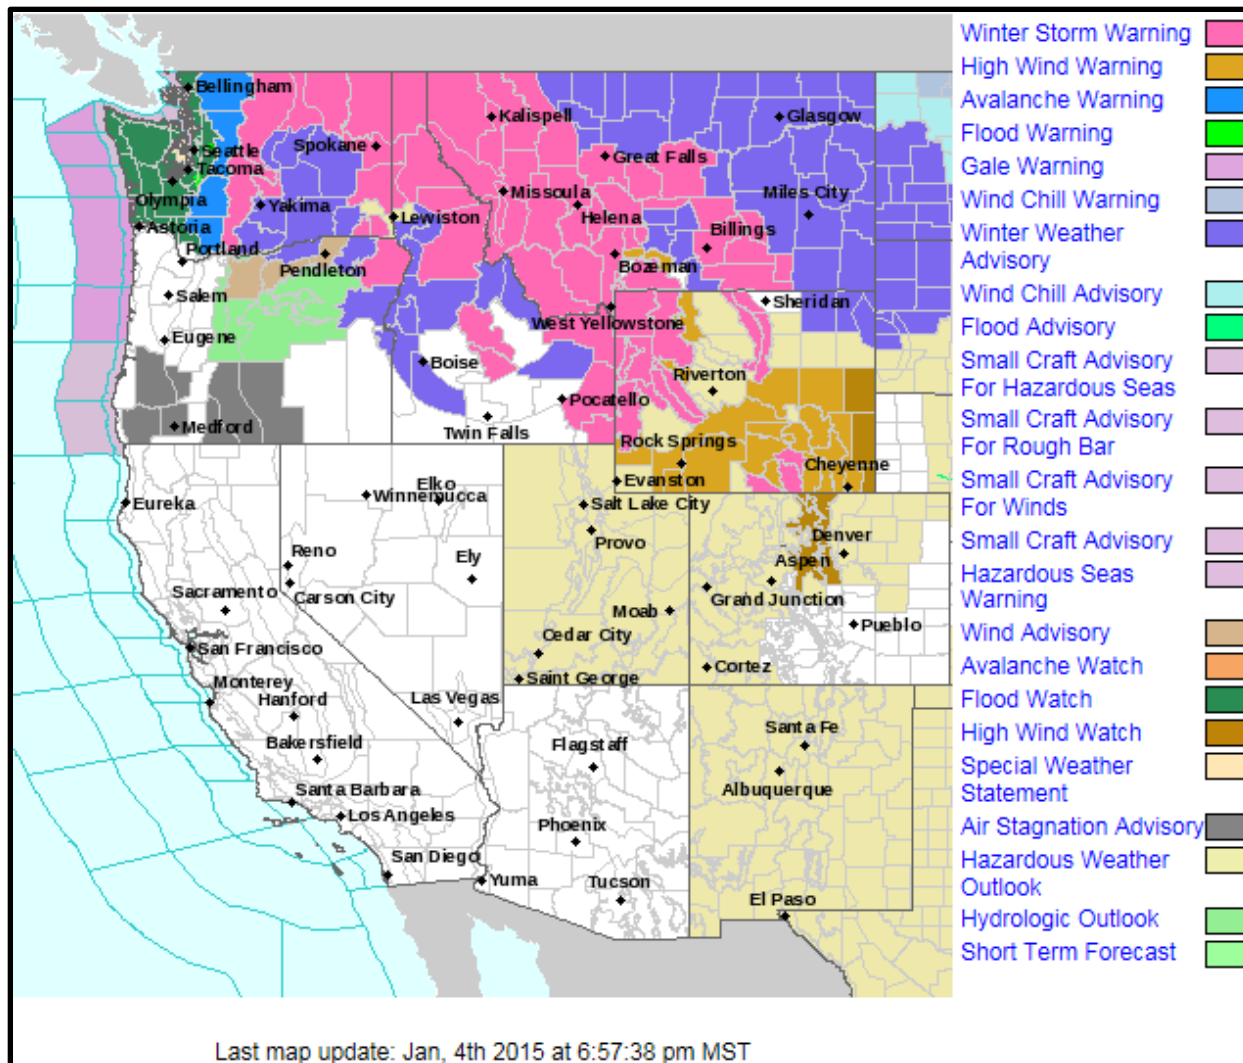 Bellingham
Seattle
Tacoma
Olympia
Astoria
Spokane
Yakima
Lewiston
Portland
Pendleton
Salem
Eugene
Medford
Kalispell
Great Falls
Missoula
Helena
Bozeman
Billings
Glasgow
Miles City
West Yellowstone
Sheridan
Boise
Pocatello
Twin Falls
Riverton
Rock Springs
Evanston
Cheyenne
Eureka
Elko
Winnemucca
Reno
Ely
Carson City
Sacramento
San Francisco
Salt Lake City
Provo
Moab
Cedar City
Saint George
Denver
Aspen
Grand Junction
Pueblo
Cortez
Monterey
Hanford
Bakersfield
Las Vegas
Santa Barbara
Los Angeles
San Diego
Yuma
Flagstaff
Phoenix
Tucson
Santa Fe
Albuquerque
El Paso
Winter Storm Warning
High Wind Warning
Avalanche Warning
Flood Warning
Gale Warning
Wind Chill Warning
Winter Weather
Advisory
Wind Chill Advisory
Flood Advisory
Small Craft Advisory
For Hazardous Seas
Small Craft Advisory
For Rough Bar
Small Craft Advisory
For Winds
Small Craft Advisory
Hazardous Seas
Warning
Wind Advisory
Avalanche Watch
Flood Watch
High Wind Watch
Special Weather
Statement
Air Stagnation Advisory
Hazardous Weather
Outlook
Hydrologic Outlook
Short Term Forecast
Last map update: Jan, 4th 2015 at 6:57:38 pm MST